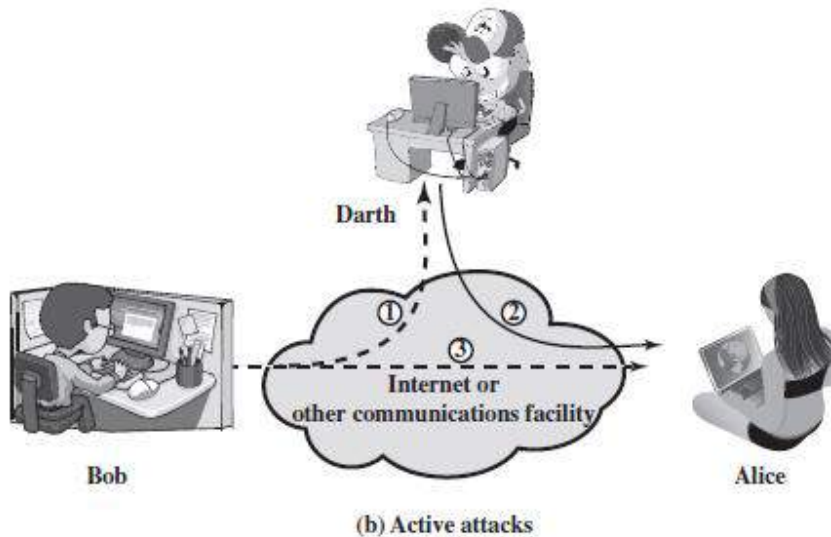 Darth
①
②
③
Internet or
other communications facility
Bob
Alice
(b) Active attacks